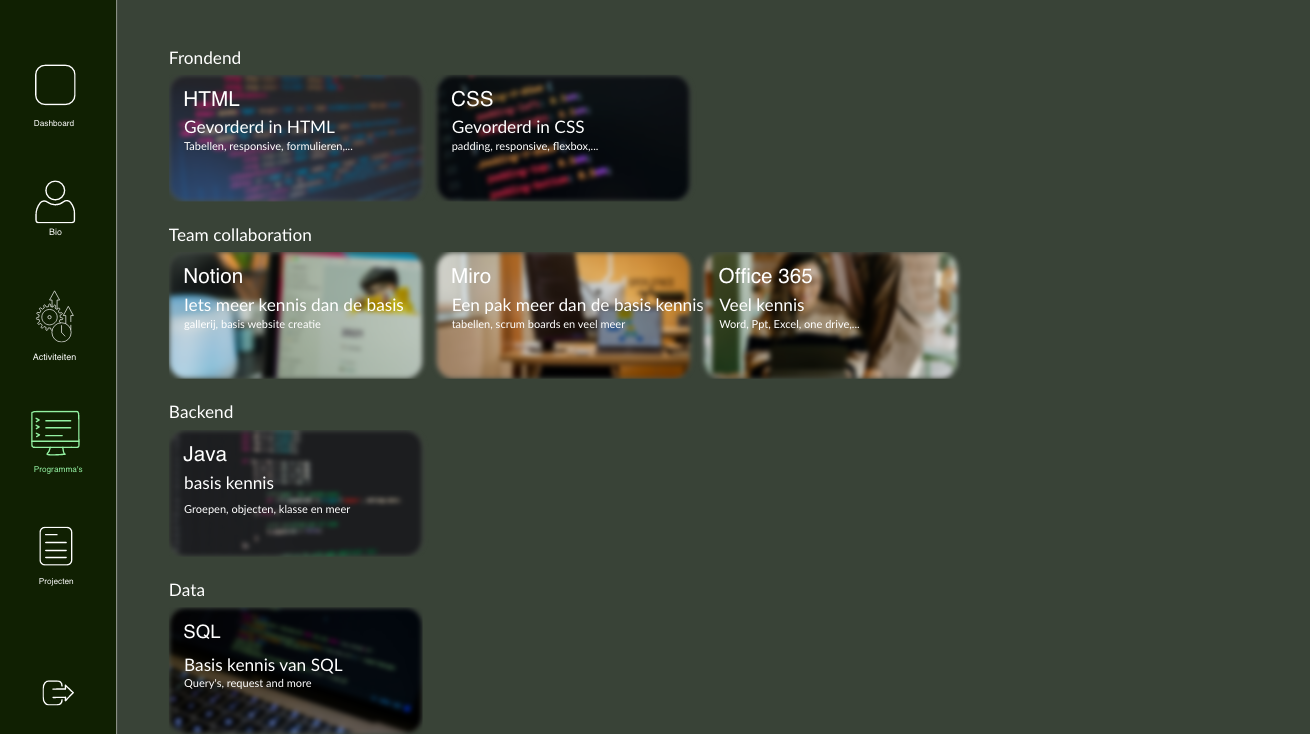 Dashboard
Bio
Activiteiten
Programma's
Projecten
Frondend
HTML
Gevorderd in HTML
Tabellen, responsive, formulieren,...
CSS
Gevorderd in CSS
padding, responsive, flexbox,...
Team collaboration
Notion
Iets meer kennis dan de basis
gallerij, basis website creatie
Miro
Een pak meer dan de basis kennis
tabellen, scrum boards en veel meer
Office 365
Veel kennis
Word, Ppt, Excel, one drive,...
Backend
Java
basis kennis
Groepen, objecten, klasse en meer
Data
SQL
Basis kennis van SQL
Query's, request and more